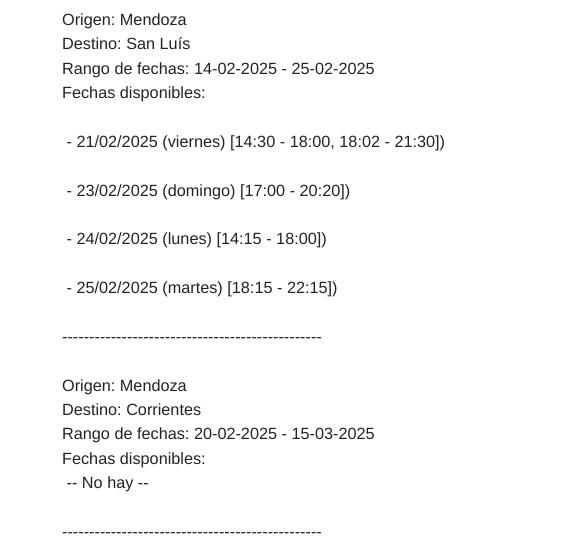 Origen: Mendoza
Destino: San Luís
Rango de fechas: 14-02-2025 - 25-02-2025
Fechas disponibles:
- 21/02/2025 (viernes) [14:30 - 18:00, 18:02 - 21:30])
- 23/02/2025 (domingo) [17:00 - 20:20])
- 24/02/2025 (lunes) [14:15 - 18:00])
- 25/02/2025 (martes) [18:15 - 22:15])
------------------------------------------------
Origen: Mendoza
Destino: Corrientes
Rango de fechas: 20-02-2025 - 15-03-2025
Fechas disponibles:
-- No hay --
------------------------------------------------